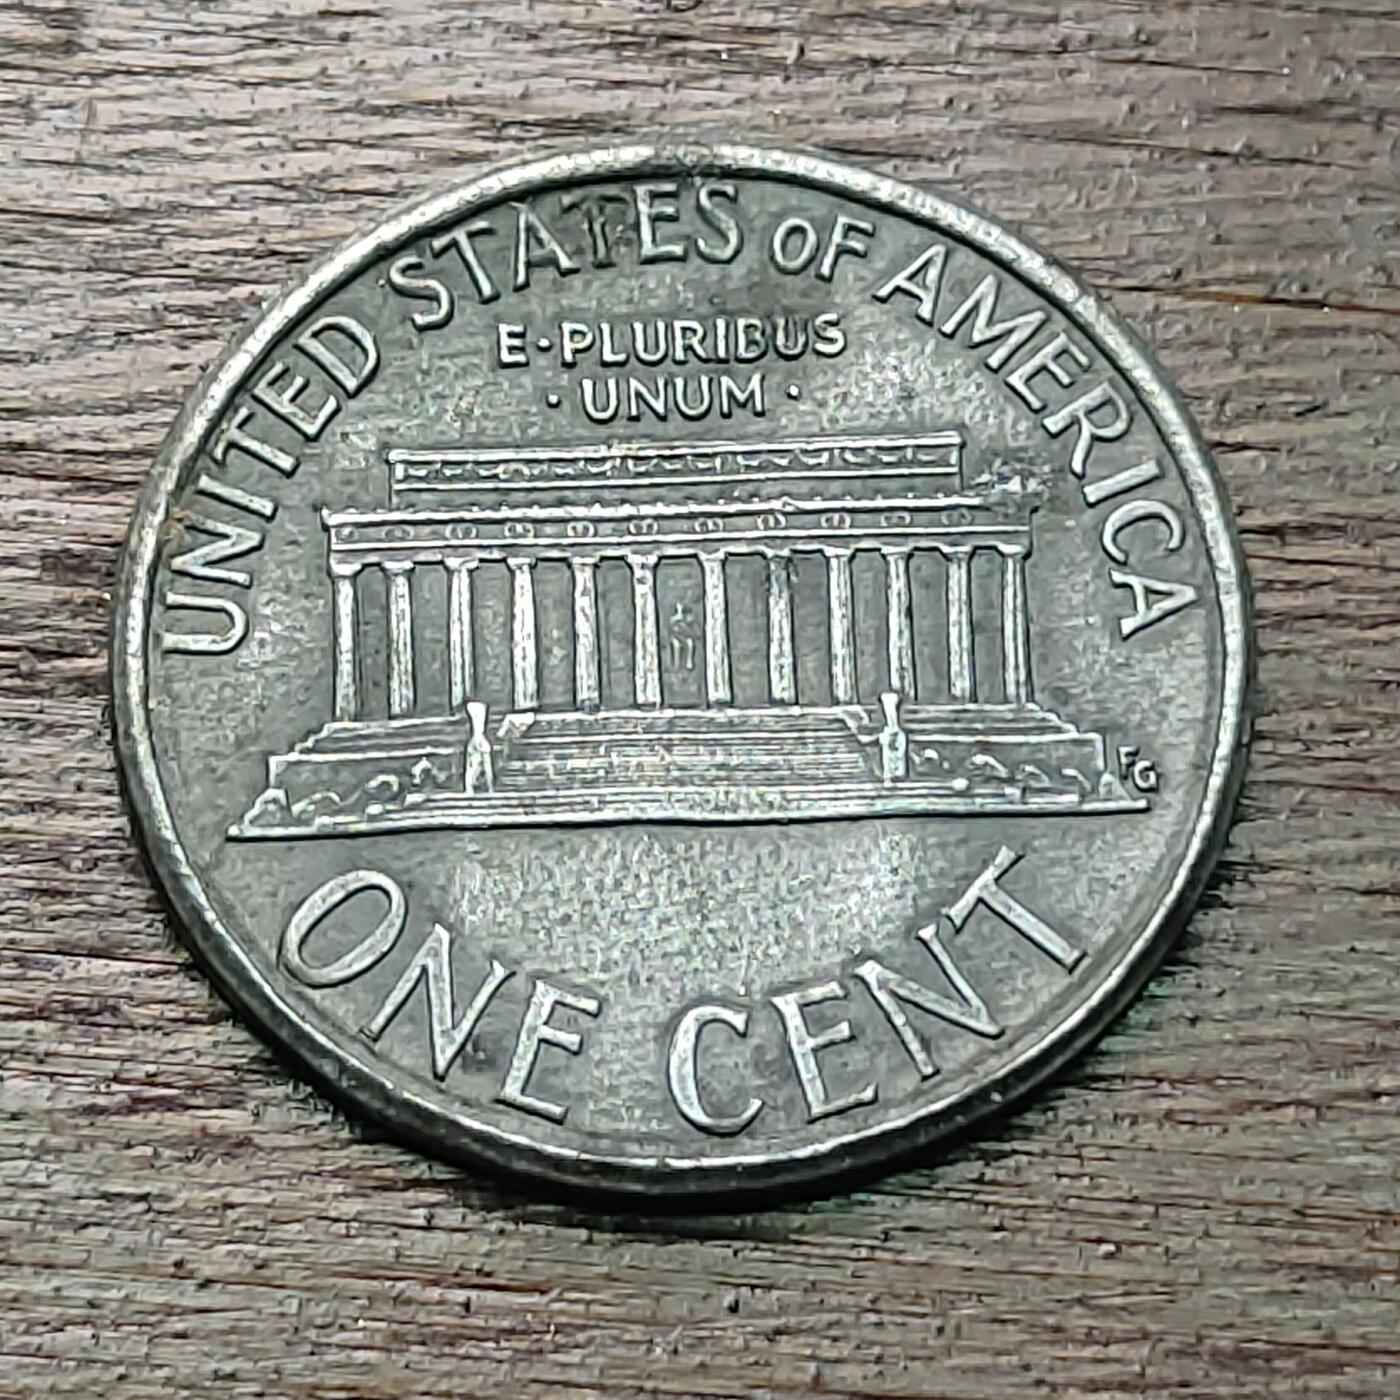 UNITED STATES OF AMERICA
E·PLURIBUS
·UNUM·
FG
ONE CENT